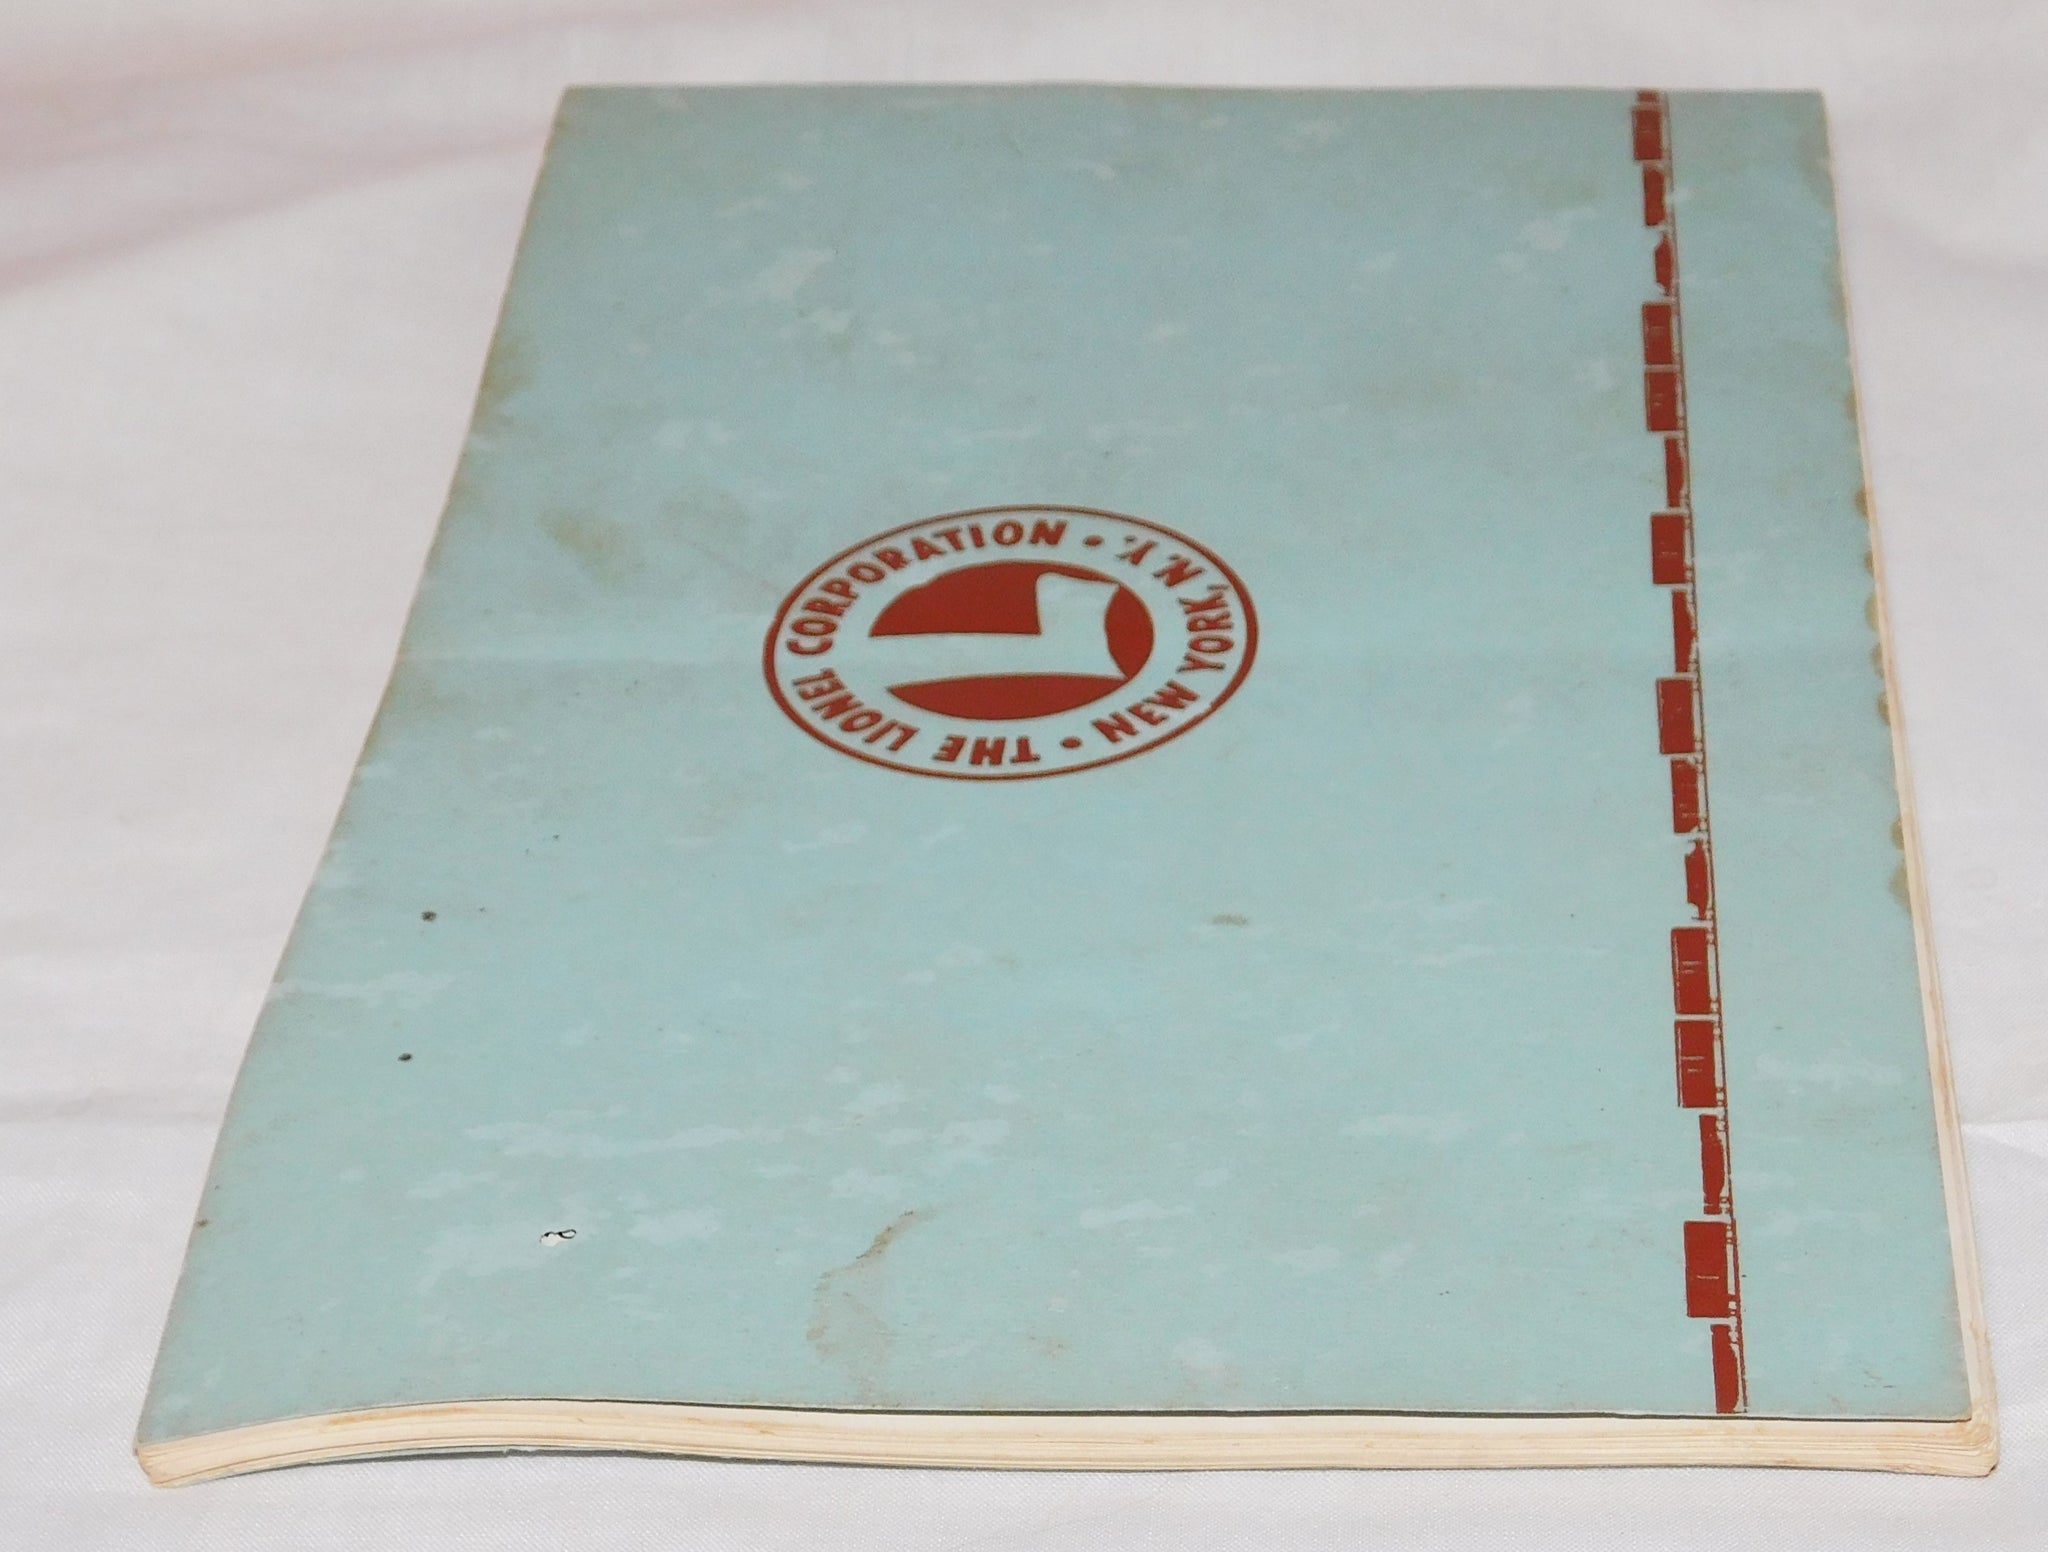 THE LIONEL CORPORATION • NEW YORK, N.Y. •
L